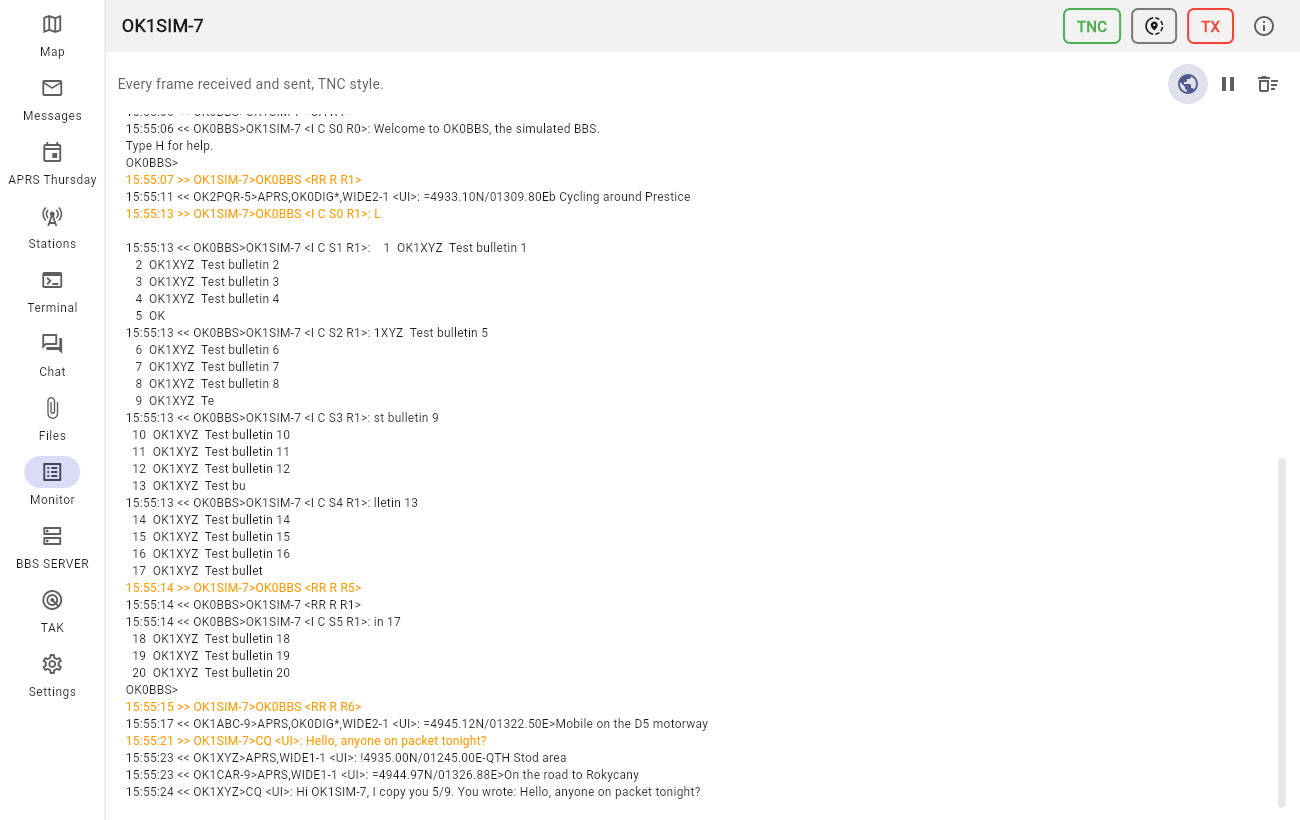 OK1SIM-7
TNC
TX
Map
Messages
APRS Thursday
Stations
Terminal
Chat
Files
Monitor
BBS SERVER
TAK
Settings
Every frame received and sent, TNC style.
15:55:06 << OK0BBS>OK1SIM-7 <I C S0 R0>: Welcome to OK0BBS, the simulated BBS.
Type H for help.
OK0BBS>
15:55:07 >> OK1SIM-7>OK0BBS <RR R R1>
15:55:11 << OK2PQR-5>APRS,OK0DIG*,WIDE2-1 <UI>: =4933.10N/01309.80Eb Cycling around Prestice
15:55:13 >> OK1SIM-7>OK0BBS <I C S0 R1>: L
15:55:13 << OK0BBS>OK1SIM-7 <I C S1 R1>:    1  OK1XYZ  Test bulletin 1
2  OK1XYZ  Test bulletin 2
3  OK1XYZ  Test bulletin 3
4  OK1XYZ  Test bulletin 4
5  OK
15:55:13 << OK0BBS>OK1SIM-7 <I C S2 R1>: 1XYZ  Test bulletin 5
6  OK1XYZ  Test bulletin 6
7  OK1XYZ  Test bulletin 7
8  OK1XYZ  Test bulletin 8
9  OK1XYZ  Te
15:55:13 << OK0BBS>OK1SIM-7 <I C S3 R1>: st bulletin 9
10  OK1XYZ  Test bulletin 10
11  OK1XYZ  Test bulletin 11
12  OK1XYZ  Test bulletin 12
13  OK1XYZ  Test bu
15:55:13 << OK0BBS>OK1SIM-7 <I C S4 R1>: lletin 13
14  OK1XYZ  Test bulletin 14
15  OK1XYZ  Test bulletin 15
16  OK1XYZ  Test bulletin 16
17  OK1XYZ  Test bullet
15:55:14 >> OK1SIM-7>OK0BBS <RR R R5>
15:55:14 << OK0BBS>OK1SIM-7 <RR R R1>
15:55:14 << OK0BBS>OK1SIM-7 <I C S5 R1>: in 17
18  OK1XYZ  Test bulletin 18
19  OK1XYZ  Test bulletin 19
20  OK1XYZ  Test bulletin 20
OK0BBS>
15:55:15 >> OK1SIM-7>OK0BBS <RR R R6>
15:55:17 << OK1ABC-9>APRS,OK0DIG*,WIDE2-1 <UI>: =4945.12N/01322.50E>Mobile on the D5 motorway
15:55:21 >> OK1SIM-7>CQ <UI>: Hello, anyone on packet tonight?
15:55:23 << OK1XYZ>APRS,WIDE1-1 <UI>: !4935.00N/01245.00E-QTH Stod area
15:55:23 << OK1CAR-9>APRS,WIDE1-1 <UI>: =4944.97N/01326.88E>On the road to Rokycany
15:55:24 << OK1XYZ>CQ <UI>: Hi OK1SIM-7, I copy you 5/9. You wrote: Hello, anyone on packet tonight?